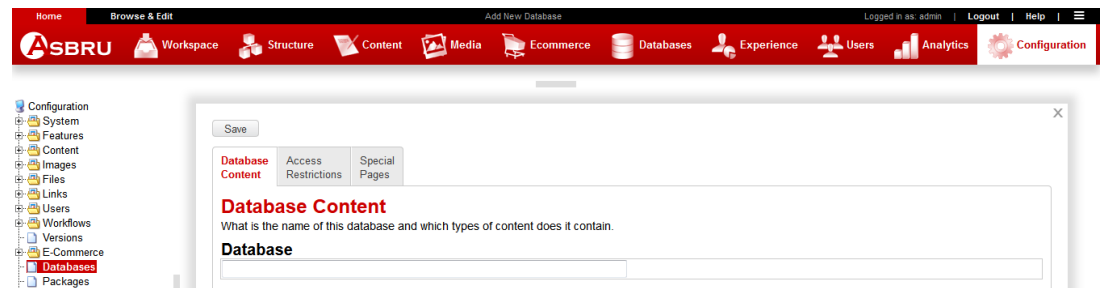 Home Browse & Edit Add New Database Logged in as: admin | Logout | Help |
ASBRU Workspace Structure Content Media Ecommerce Databases Experience Users Analytics Configuration
Configuration
System
Features
Content
Images
Files
Links
Users
Workflows
Versions
E-Commerce
Databases
Packages
X
Save
Database Content Access Restrictions Special Pages
Database Content
What is the name of this database and which types of content does it contain.
Database